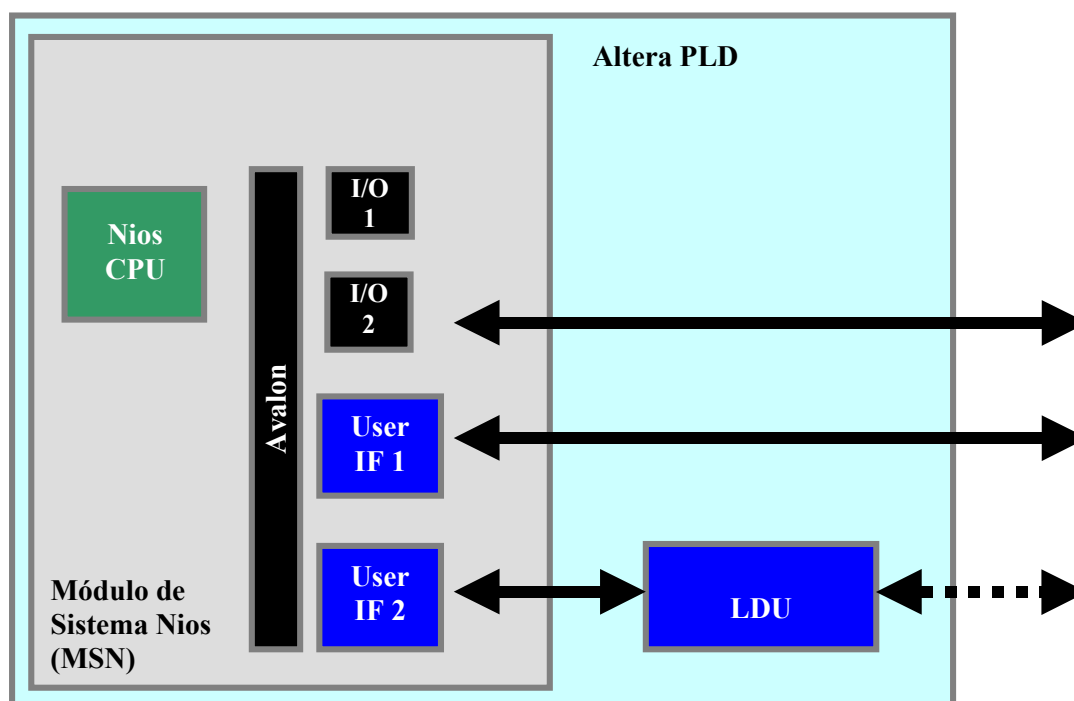 Altera PLD
I/O
1
Nios
CPU
I/O
2
Avalon
User
IF 1
User
IF 2
LDU
Módulo de
Sistema Nios
(MSN)